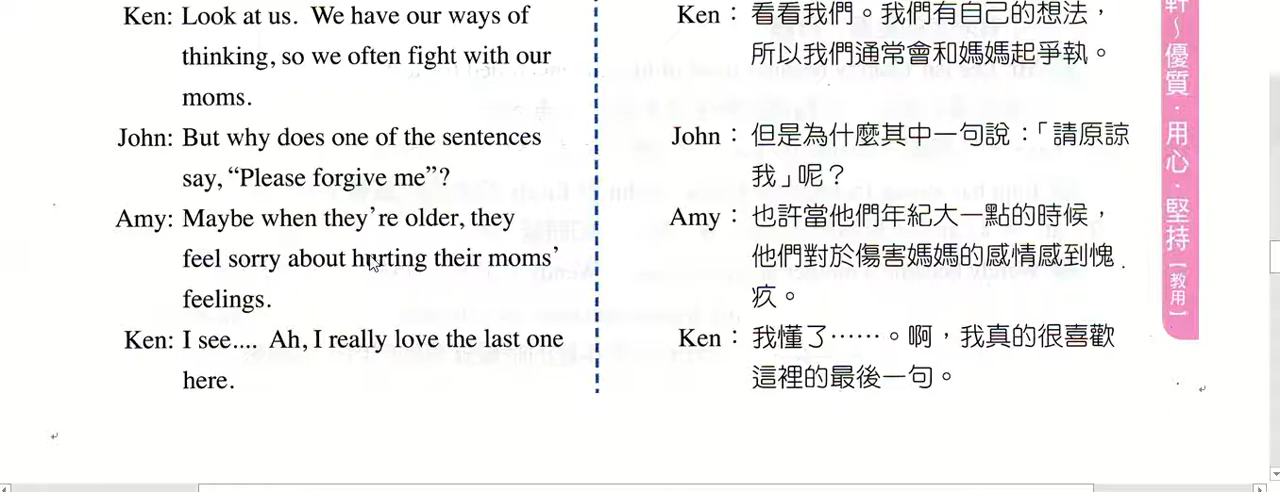 Ken: Look at us. We have our ways of
thinking, so we often fight with our
moms.
John: But why does one of the sentences
say, “Please forgive me”?
Amy: Maybe when they’re older, they
feel sorry about hurting their moms’
feelings.
Ken: I see.... Ah, I really love the last one
here.
Ken：看看我們。我們有自己的想法，
所以我們通常會和媽媽起爭執。
John：但是為什麼其中一句說：「請原諒
我」呢？
Amy：也許當他們年紀大一點的時候，
他們對於傷害媽媽的感情感到愧
疚。
Ken：我懂了……。啊，我真的很喜歡
這裡的最後一句。
軒～優質．用心．堅持【教用】